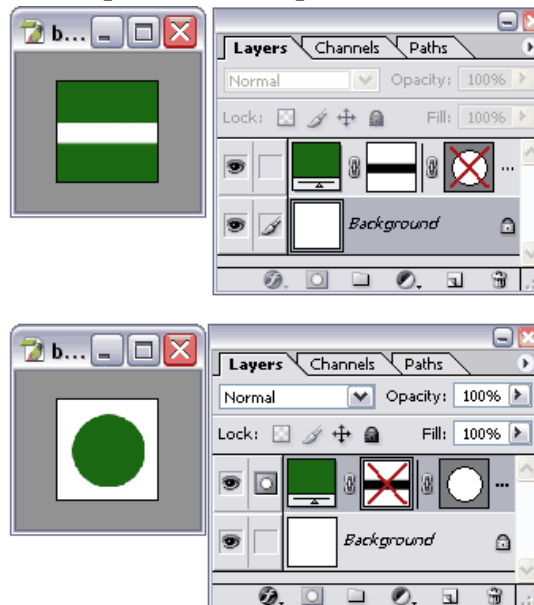 b...
Layers Channels Paths
Normal Opacity: 100%
Lock: Fill: 100%
...
Background
b...
Layers Channels Paths
Normal Opacity: 100%
Lock: Fill: 100%
...
Background